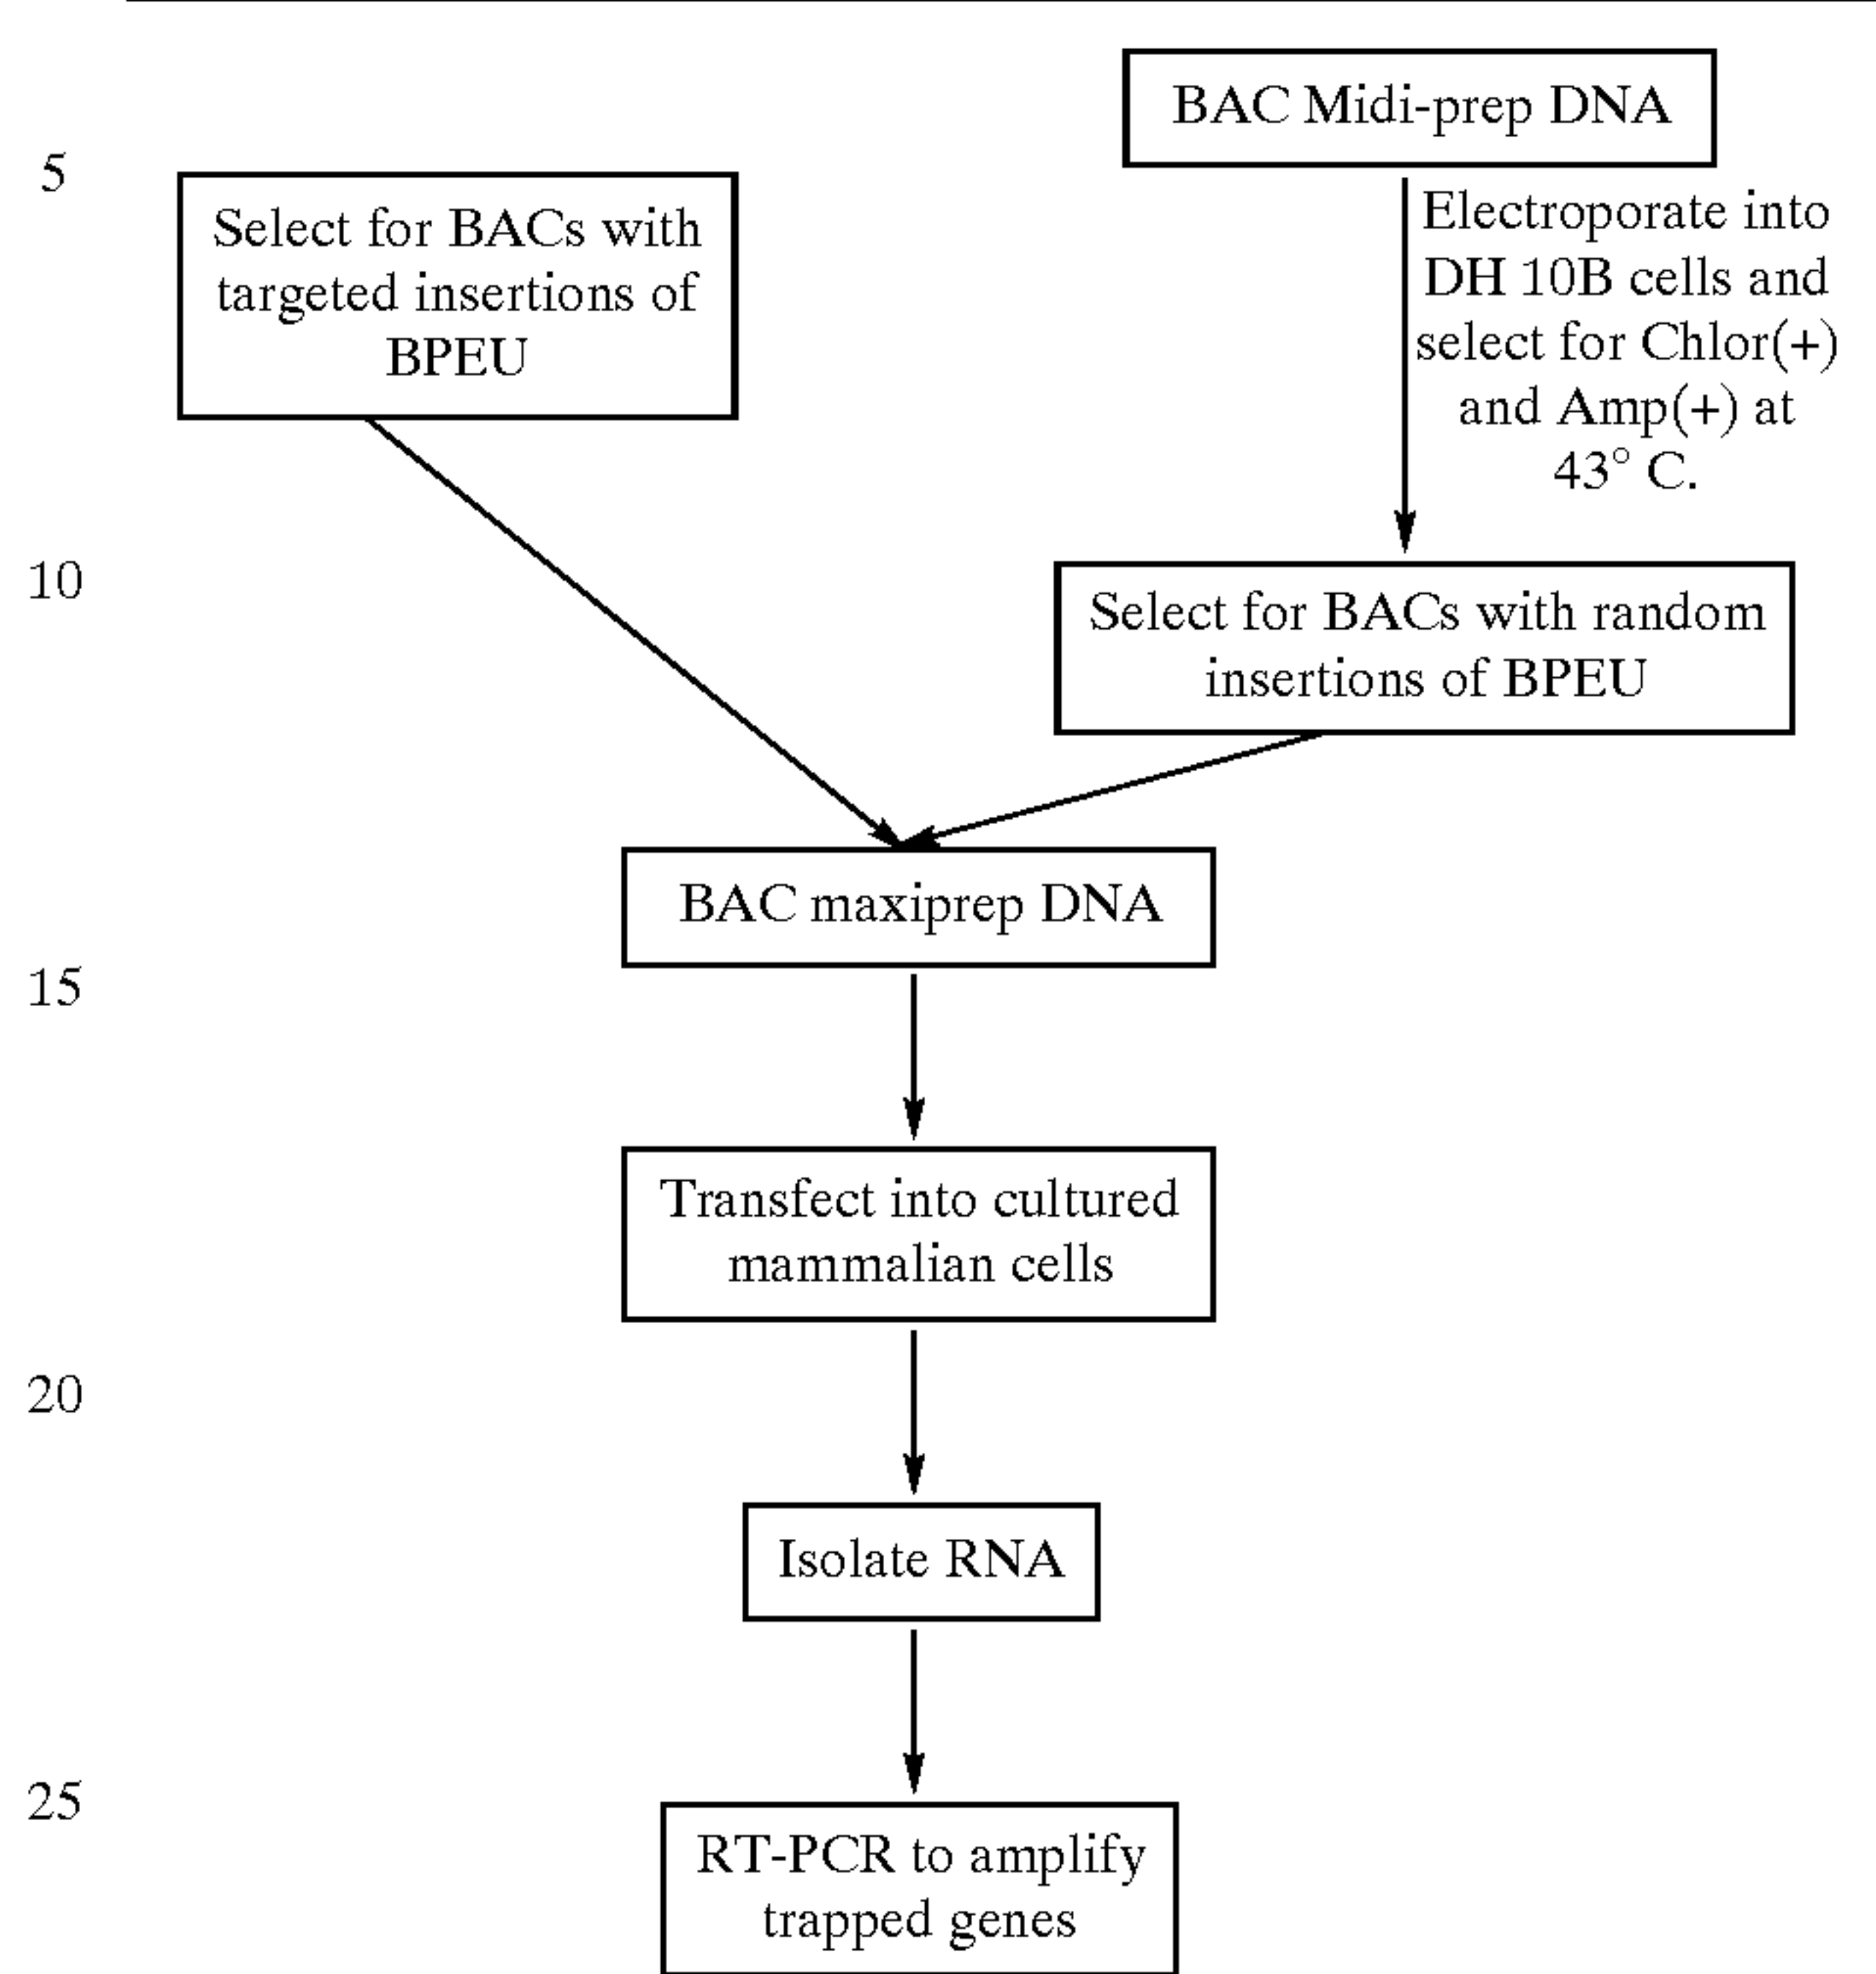 BAC Midi-prep DNA
5
Select for BACs with
targeted insertions of
BPEU
Electroporate into
DH 10B cells and
select for Chlor(+)
and Amp(+) at
43° C.
10
Select for BACs with random
insertions of BPEU
BAC maxiprep DNA
15
Transfect into cultured
mammalian cells
20
Isolate RNA
25
RT-PCR to amplify
trapped genes